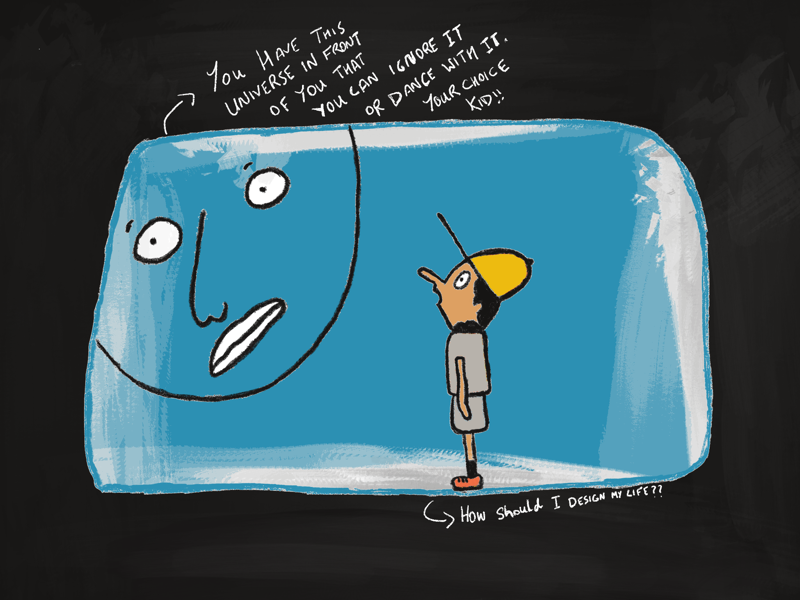 You HAVE THIS
UNIVERSE IN FRONT
OF YOU THAT
YOU CAN IGNORE IT
OR DANCE WITH IT.
YOUR CHOICE
KID!!
HOW Should I DESIGN MY LIFE??